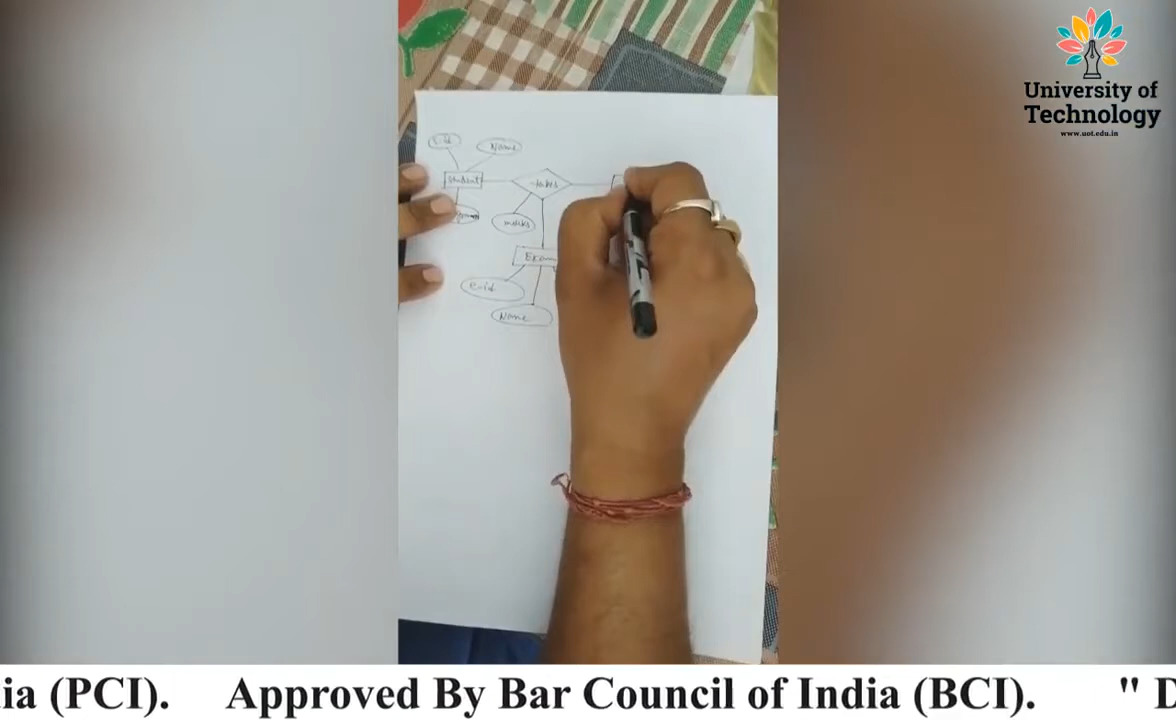 University of
Technology
www.uot.edu.in
S-id
Name
Student
takes
marks
Exam
E-id
Name
ia (PCI). Approved By Bar Council of India (BCI). " D